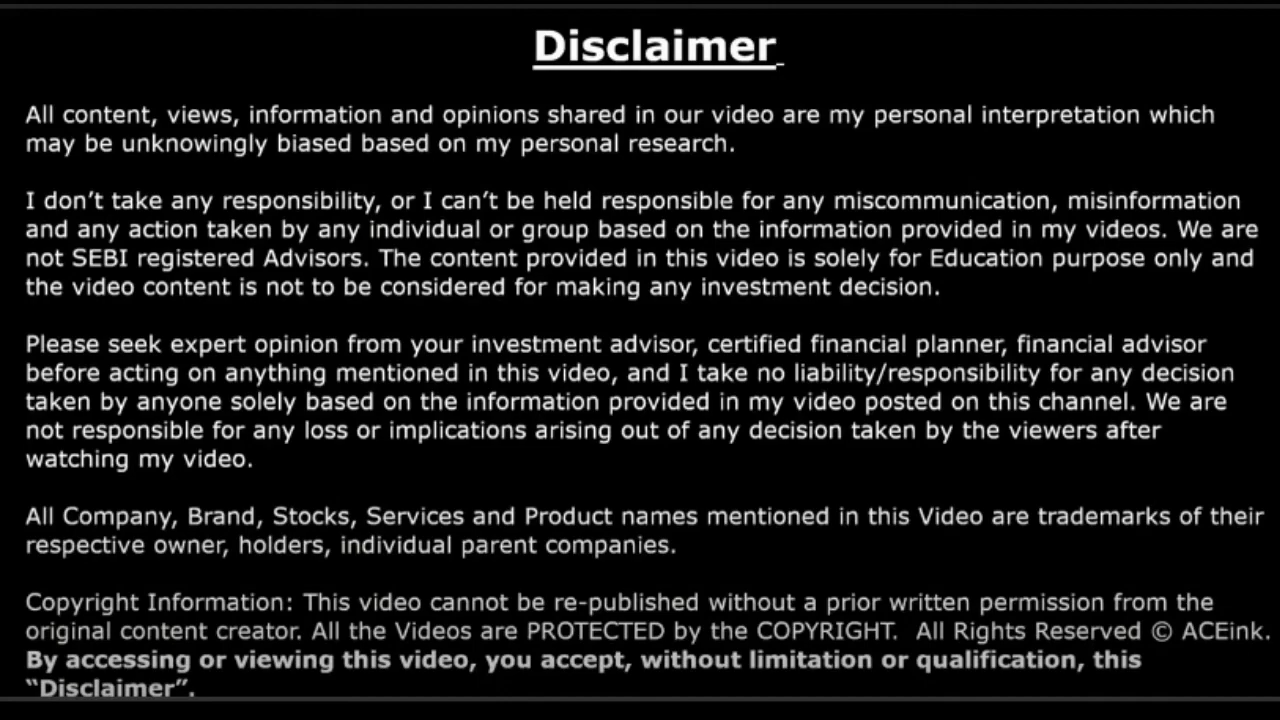 Disclaimer
All content, views, information and opinions shared in our video are my personal interpretation which
may be unknowingly biased based on my personal research.
I don’t take any responsibility, or I can’t be held responsible for any miscommunication, misinformation
and any action taken by any individual or group based on the information provided in my videos. We are
not SEBI registered Advisors. The content provided in this video is solely for Education purpose only and
the video content is not to be considered for making any investment decision.
Please seek expert opinion from your investment advisor, certified financial planner, financial advisor
before acting on anything mentioned in this video, and I take no liability/responsibility for any decision
taken by anyone solely based on the information provided in my video posted on this channel. We are
not responsible for any loss or implications arising out of any decision taken by the viewers after
watching my video.
All Company, Brand, Stocks, Services and Product names mentioned in this Video are trademarks of their
respective owner, holders, individual parent companies.
Copyright Information: This video cannot be re-published without a prior written permission from the
original content creator. All the Videos are PROTECTED by the COPYRIGHT.  All Rights Reserved © ACEink.
By accessing or viewing this video, you accept, without limitation or qualification, this
“Disclaimer”.